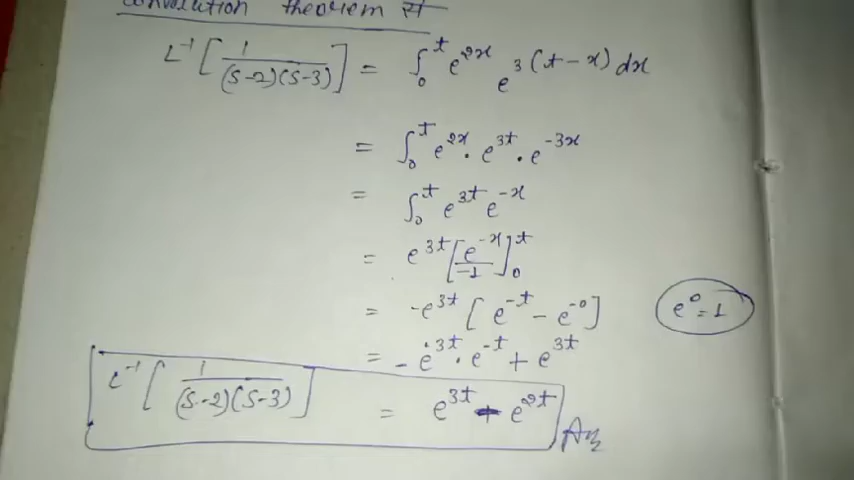 convolution theorem से
L⁻¹[1/((s-2)(s-3))] = ∫₀ᵗ e²ˣ e³⁽ᵗ⁻ˣ⁾ dx
= ∫₀ᵗ e²ˣ · e³ᵗ · e⁻³ˣ
= ∫₀ᵗ e³ᵗ e⁻ˣ
= e³ᵗ [e⁻ˣ/-1]₀ᵗ
= -e³ᵗ [e⁻ᵗ - e⁻⁰] e⁰ = 1
= - e³ᵗ · e⁻ᵗ + e³ᵗ
L⁻¹[1/((s-2)(s-3))] = e³ᵗ - e²ᵗ Ans